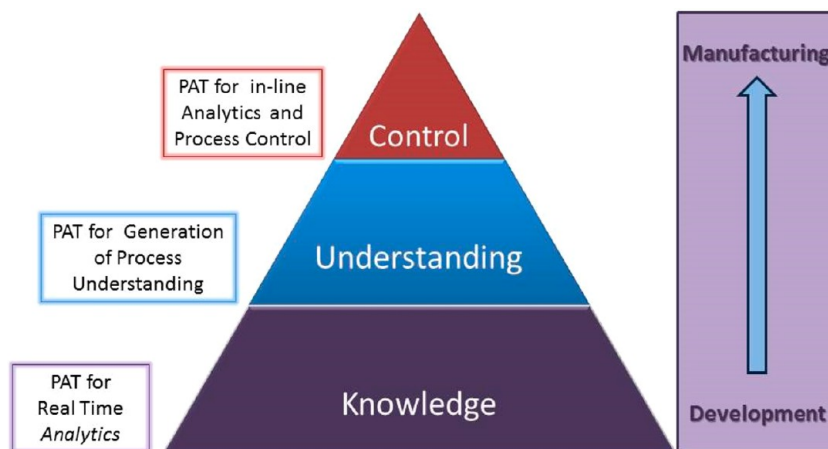 PAT for in-line
Analytics and
Process Control
Control
PAT for Generation
of Process
Understanding
Understanding
PAT for
Real Time
Analytics
Knowledge
Manufacturing
Development